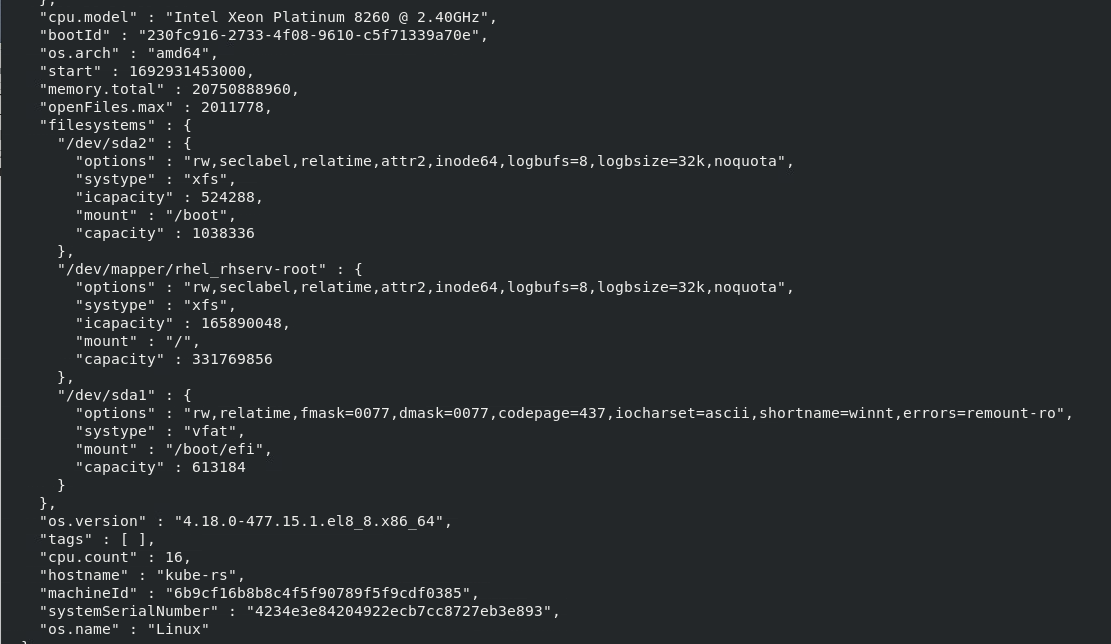 },
"cpu.model" : "Intel Xeon Platinum 8260 @ 2.40GHz",
"bootId" : "230fc916-2733-4f08-9610-c5f71339a70e",
"os.arch" : "amd64",
"start" : 1692931453000,
"memory.total" : 20750888960,
"openFiles.max" : 2011778,
"filesystems" : {
"/dev/sda2" : {
"options" : "rw,seclabel,relatime,attr2,inode64,logbufs=8,logbsize=32k,noquota",
"systype" : "xfs",
"icapacity" : 524288,
"mount" : "/boot",
"capacity" : 1038336
},
"/dev/mapper/rhel_rhserv-root" : {
"options" : "rw,seclabel,relatime,attr2,inode64,logbufs=8,logbsize=32k,noquota",
"systype" : "xfs",
"icapacity" : 165890048,
"mount" : "/",
"capacity" : 331769856
},
"/dev/sda1" : {
"options" : "rw,relatime,fmask=0077,dmask=0077,codepage=437,iocharset=ascii,shortname=winnt,errors=remount-ro",
"systype" : "vfat",
"mount" : "/boot/efi",
"capacity" : 613184
}
},
"os.version" : "4.18.0-477.15.1.el8_8.x86_64",
"tags" : [ ],
"cpu.count" : 16,
"hostname" : "kube-rs",
"machineId" : "6b9cf16b8b8c4f5f90789f5f9cdf0385",
"systemSerialNumber" : "4234e3e84204922ecb7cc8727eb3e893",
"os.name" : "Linux"
}